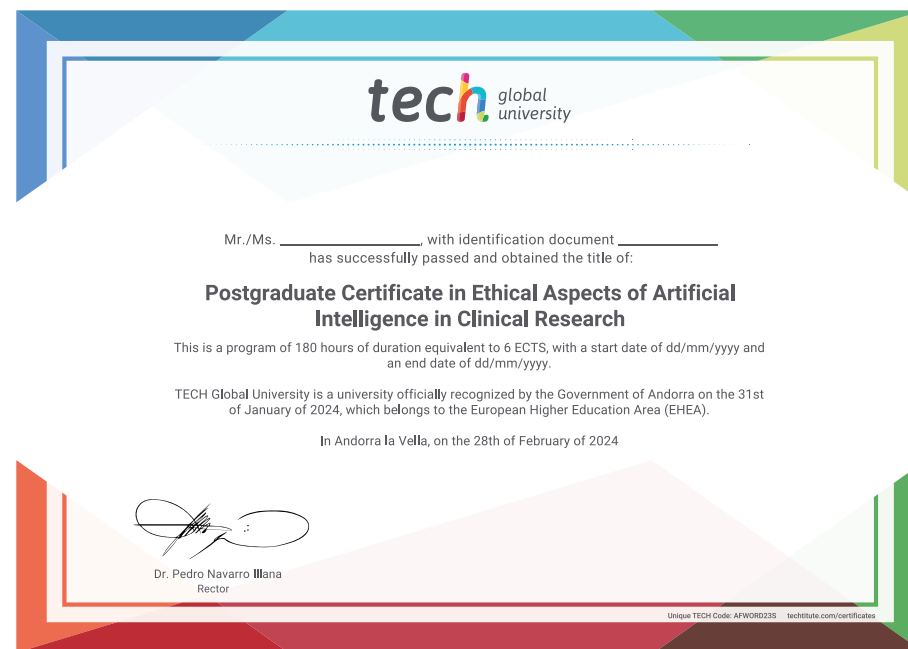 tech global university
Mr./Ms. ____________________, with identification document ______________
has successfully passed and obtained the title of:
Postgraduate Certificate in Ethical Aspects of Artificial
Intelligence in Clinical Research
This is a program of 180 hours of duration equivalent to 6 ECTS, with a start date of dd/mm/yyyy and
an end date of dd/mm/yyyy.
TECH Global University is a university officially recognized by the Government of Andorra on the 31st
of January of 2024, which belongs to the European Higher Education Area (EHEA).
In Andorra la Vella, on the 28th of February of 2024
Dr. Pedro Navarro Illana
Rector
Unique TECH Code: AFWORD23S techtitute.com/certificates